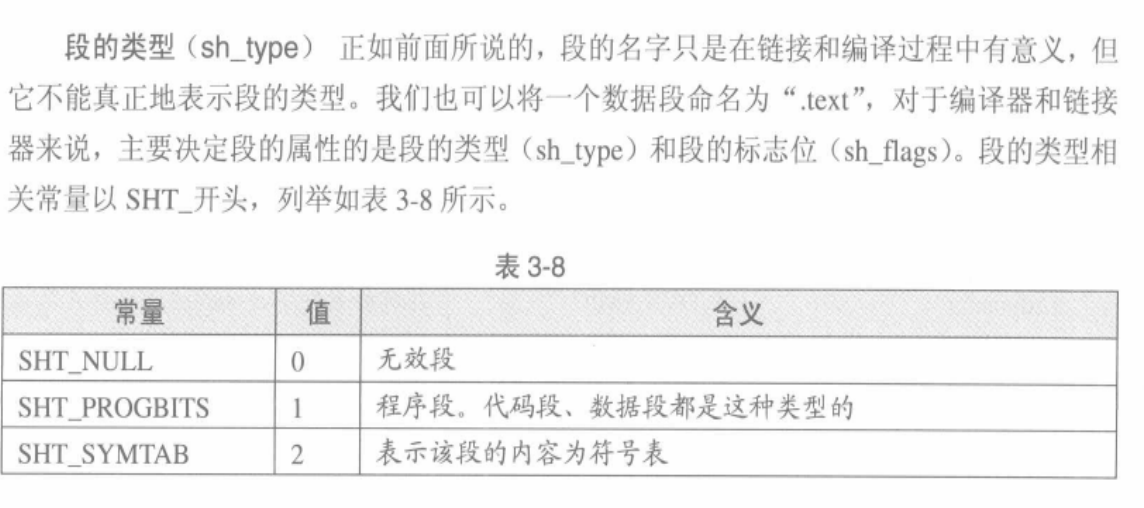 段的类型（sh_type） 正如前面所说的，段的名字只是在链接和编译过程中有意义，但
它不能真正地表示段的类型。我们也可以将一个数据段命名为“.text”，对于编译器和链接
器来说，主要决定段的属性的是段的类型（sh_type）和段的标志位（sh_flags）。段的类型相
关常量以 SHT_开头，列举如表 3-8 所示。
表 3-8
常量 值 含义
SHT_NULL 0 无效段
SHT_PROGBITS 1 程序段。代码段、数据段都是这种类型的
SHT_SYMTAB 2 表示该段的内容为符号表